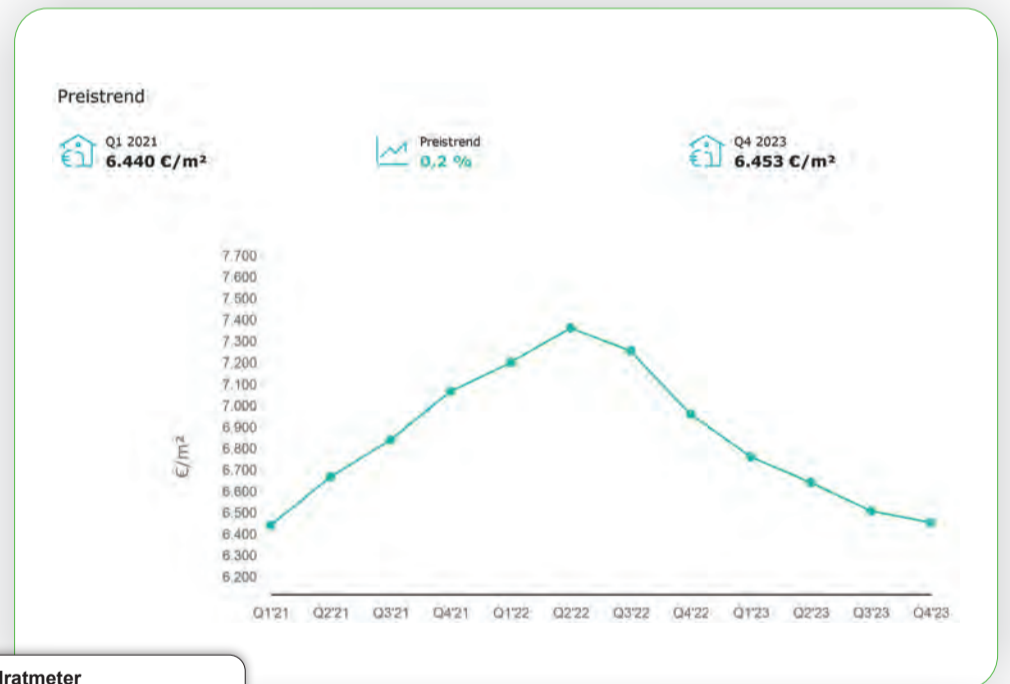 Preistrend
Q1 2021
6.440 €/m²
Preistrend
0,2 %
Q4 2023
6.453 €/m²
7.700
7.600
7.500
7.400
7.300
7.200
7.100
7.000
6.900
6.800
6.700
6.600
6.500
6.400
6.300
6.200
€/m²
Q1'21 Q2'21 Q3'21 Q4'21 Q1'22 Q2'22 Q3'22 Q4'22 Q1'23 Q2'23 Q3'23 Q4'23